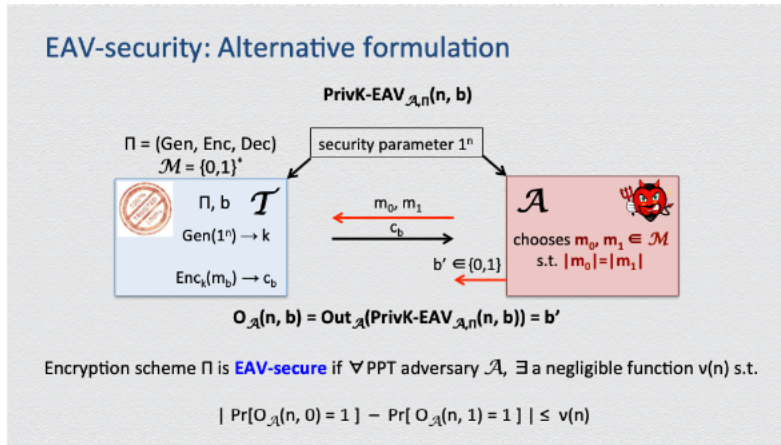 EAV-security: Alternative formulation
PrivK-EAV𝒜,Π(n, b)
Π = (Gen, Enc, Dec)
ℳ = {0,1}*
security parameter 1ⁿ
Π, b 𝒯
Gen(1ⁿ) → k
Encₖ(m_b) → c_b
m₀, m₁
c_b
b' ∈ {0,1}
𝒜
chooses m₀, m₁ ∈ ℳ
s.t. |m₀|=|m₁|
O𝒜(n, b) = Out𝒜(PrivK-EAV𝒜,Π(n, b)) = b'
Encryption scheme Π is EAV-secure if ∀ PPT adversary 𝒜, ∃ a negligible function v(n) s.t.
| Pr[O𝒜(n, 0) = 1 ] – Pr[ O𝒜(n, 1) = 1 ] | ≤ v(n)